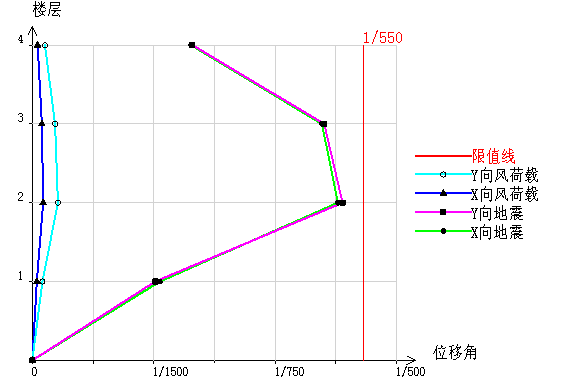 楼层
4
1/550
3
限值线
Y向风荷载
X向风荷载
2
Y向地震
X向地震
1
位移角
0
1/1500
1/750
1/500